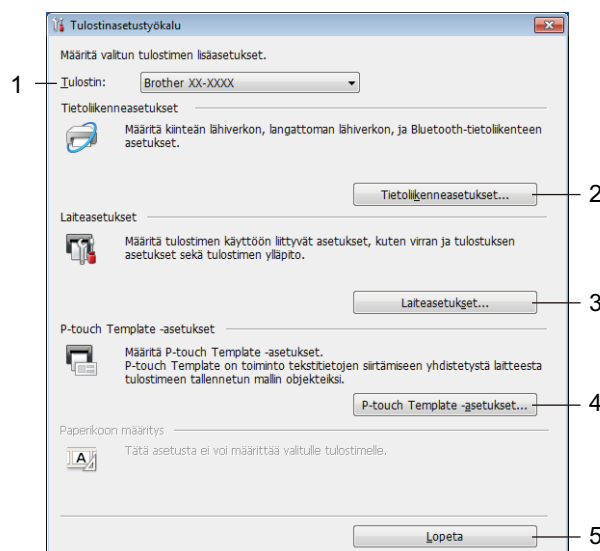 Tulostinasetustyökalu
Määritä valitun tulostimen lisäasetukset.
1
Tulostin:
Brother XX-XXXX
Tietoliikenneasetukset
Määritä kiinteän lähiverkon, langattoman lähiverkon, ja Bluetooth-tietoliikenteen
asetukset.
Tietoliikenneasetukset...
2
Laiteasetukset
Määritä tulostimen käyttöön liittyvät asetukset, kuten virran ja tulostuksen
asetukset sekä tulostimen ylläpito.
Laiteasetukset...
3
P-touch Template -asetukset
Määritä P-touch Template -asetukset.
P-touch Template on toiminto tekstitietojen siirtämiseen yhdistetystä laitteesta
tulostimeen tallennetun mallin objekteiksi.
P-touch Template -asetukset...
4
Paperikoon määritys
A
Tätä asetusta ei voi määrittää valitulle tulostimelle.
Lopeta
5